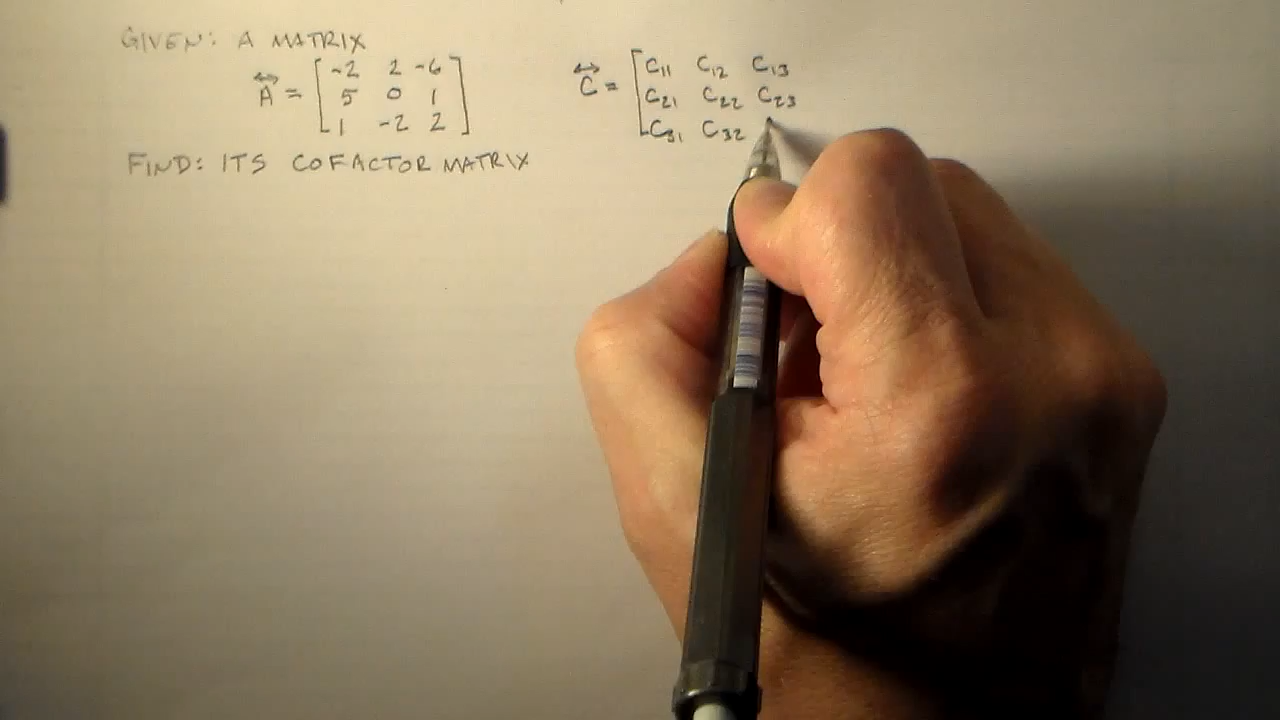 GIVEN: A MATRIX
A = [ -2 2 -6
5 0 1
1 -2 2 ]
FIND: ITS COFACTOR MATRIX
C = [ C11 C12 C13
C21 C22 C23
C31 C32